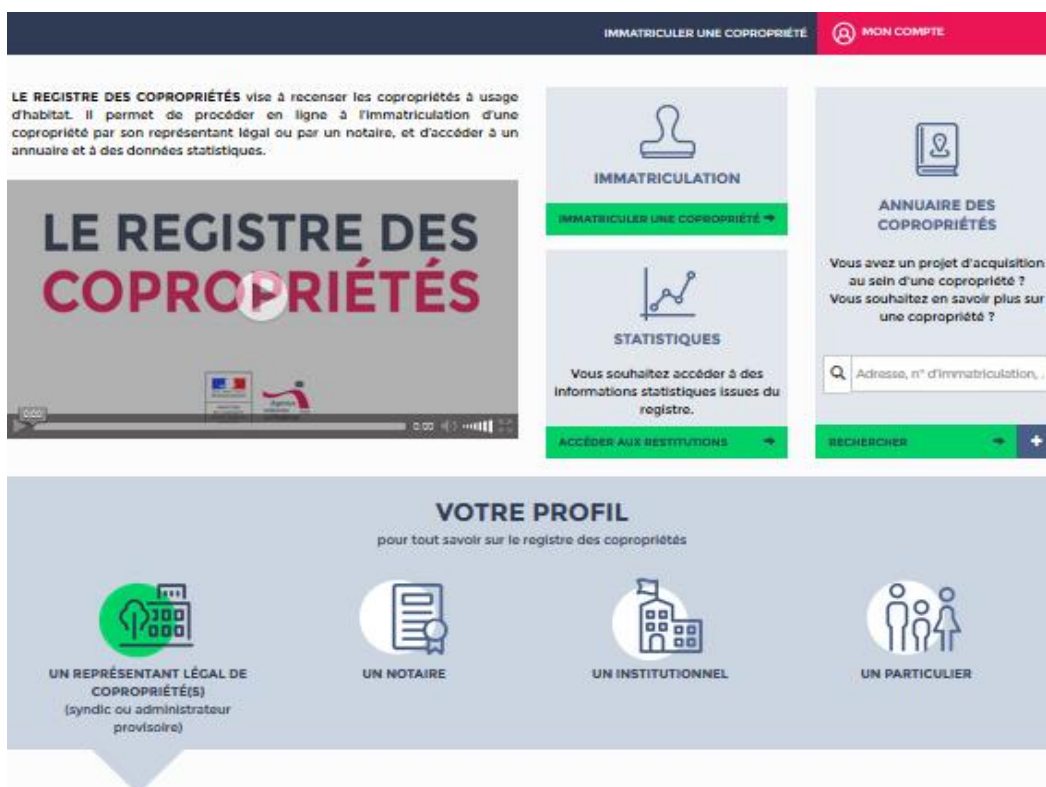 IMMATRICULER UNE COPROPRIÉTÉ
MON COMPTE
LE REGISTRE DES COPROPRIÉTÉS vise à recenser les copropriétés à usage
d'habitat. Il permet de procéder en ligne à l'immatriculation d'une
copropriété par son représentant légal ou par un notaire, et d'accéder à un
annuaire et à des données statistiques.
LE REGISTRE DES
COPROPRIÉTÉS
0:00
0:00
IMMATRICULATION
IMMATRICULER UNE COPROPRIÉTÉ
STATISTIQUES
Vous souhaitez accéder à des
informations statistiques issues du
registre.
ACCÉDER AUX RESTITUTIONS
ANNUAIRE DES
COPROPRIÉTÉS
Vous avez un projet d'acquisition
au sein d'une copropriété ?
Vous souhaitez en savoir plus sur
une copropriété ?
Adresse, n° d'immatriculation, .
RECHERCHER
VOTRE PROFIL
pour tout savoir sur le registre des copropriétés
UN REPRÉSENTANT LÉGAL DE
COPROPRIÉTÉ(S)
(syndic ou administrateur
provisoire)
UN NOTAIRE
UN INSTITUTIONNEL
UN PARTICULIER